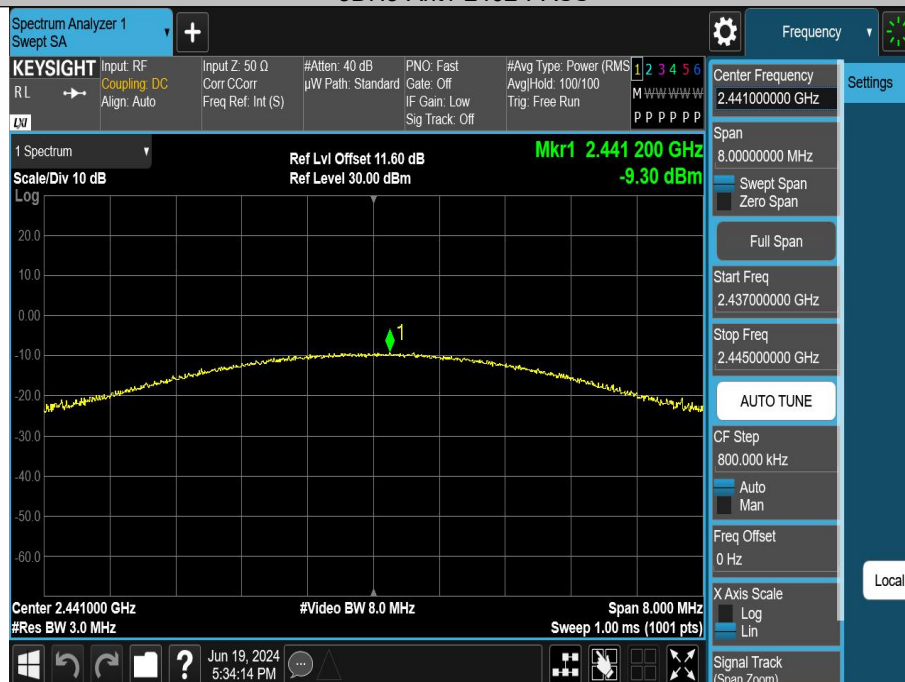 Spectrum Analyzer 1
Swept SA
+
Frequency
KEYSIGHT
RL
LXI
Input: RF
Coupling: DC
Align: Auto
Input Z: 50 Ω
Corr CCorr
Freq Ref: Int (S)
#Atten: 40 dB
µW Path: Standard
PNO: Fast
Gate: Off
IF Gain: Low
Sig Track: Off
#Avg Type: Power (RMS
Avg|Hold: 100/100
Trig: Free Run
1 2 3 4 5 6
M W W W W W
P P P P P P
1 Spectrum
Scale/Div 10 dB
Log
Ref Lvl Offset 11.60 dB
Ref Level 30.00 dBm
Mkr1 2.441 200 GHz
-9.30 dBm
20.0
10.0
0.00
-10.0
-20.0
-30.0
-40.0
-50.0
-60.0
1
Center 2.441000 GHz
#Res BW 3.0 MHz
#Video BW 8.0 MHz
Span 8.000 MHz
Sweep 1.00 ms (1001 pts)
Center Frequency
2.441000000 GHz
Settings
Span
8.00000000 MHz
Swept Span
Zero Span
Full Span
Start Freq
2.437000000 GHz
Stop Freq
2.445000000 GHz
AUTO TUNE
CF Step
800.000 kHz
Auto
Man
Freq Offset
0 Hz
X Axis Scale
Log
Lin
Local
Signal Track
(Span Zoom)
?
Jun 19, 2024
5:34:14 PM